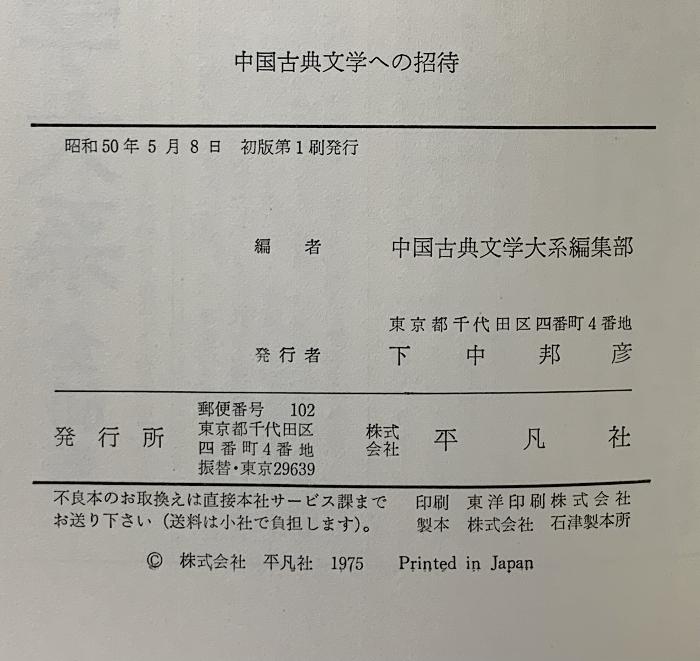 中国古典文学への招待
昭和50年5月8日 初版第1刷発行
編者 中国古典文学大系編集部
東京都千代田区四番町4番地
発行者 下中邦彦
発行所
郵便番号 102
東京都千代田区
四番町4番地
振替・東京29639
株式
会社
平凡社
不良本のお取換えは直接本社サービス課まで
お送り下さい(送料は小社で負担します)。
印刷 東洋印刷株式会社
製本 株式会社 石津製本所
© 株式会社 平凡社 1975 Printed in Japan